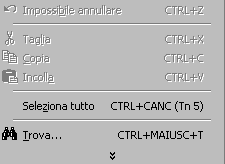 Impossibile annullare CTRL+Z
Taglia CTRL+X
Copia CTRL+C
Incolla CTRL+V
Seleziona tutto CTRL+CANC (Tn 5)
Trova... CTRL+MAIUSC+T